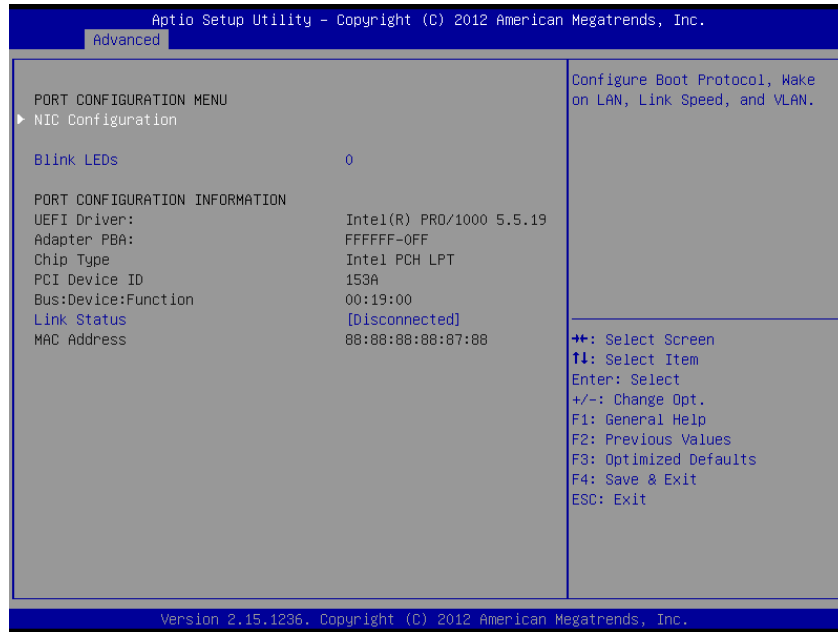 Aptio Setup Utility – Copyright (C) 2012 American Megatrends, Inc.
Advanced
PORT CONFIGURATION MENU
NIC Configuration
Blink LEDs 0
PORT CONFIGURATION INFORMATION
UEFI Driver: Intel(R) PRO/1000 5.5.19
Adapter PBA: FFFFFF-0FF
Chip Type Intel PCH LPT
PCI Device ID 153A
Bus:Device:Function 00:19:00
Link Status [Disconnected]
MAC Address 88:88:88:88:87:88
Configure Boot Protocol, Wake
on LAN, Link Speed, and VLAN.
→←: Select Screen
↑↓: Select Item
Enter: Select
+/-: Change Opt.
F1: General Help
F2: Previous Values
F3: Optimized Defaults
F4: Save & Exit
ESC: Exit
Version 2.15.1236. Copyright (C) 2012 American Megatrends, Inc.